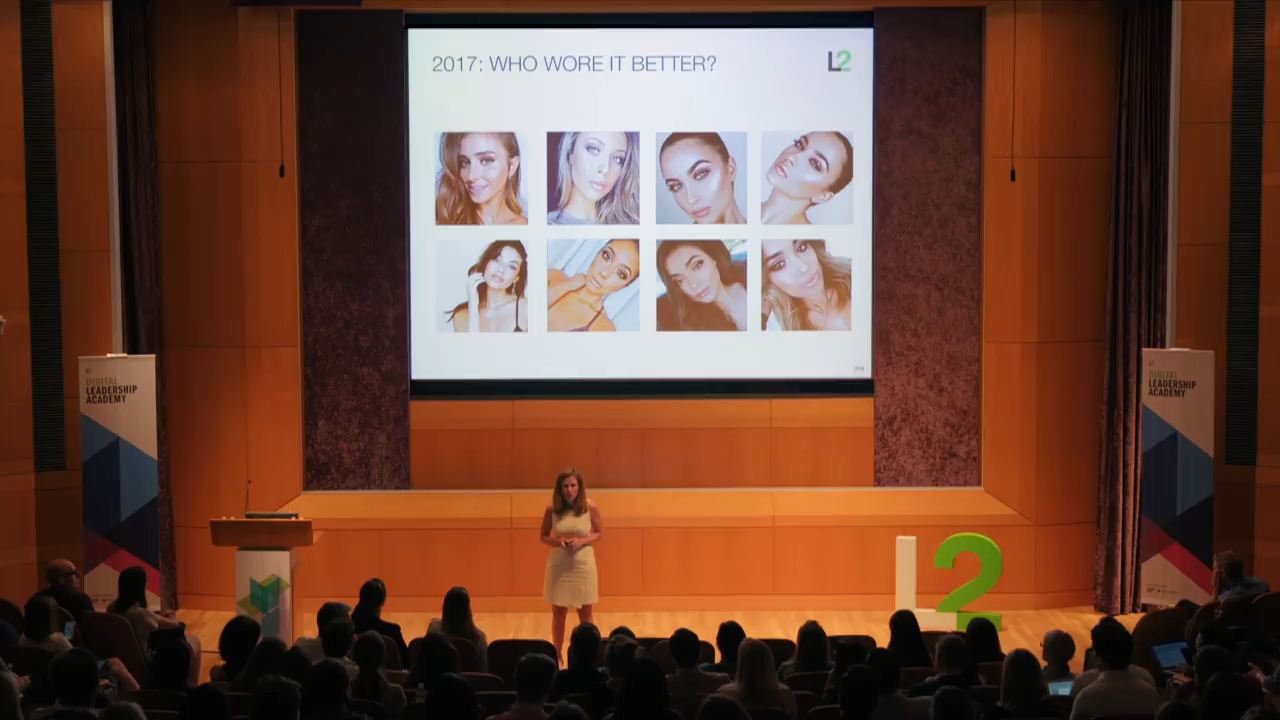 2017: WHO WORE IT BETTER?
L2
DIGITAL
LEADERSHIP
ACADEMY
DIGITAL
LEADERSHIP
ACADEMY
L2